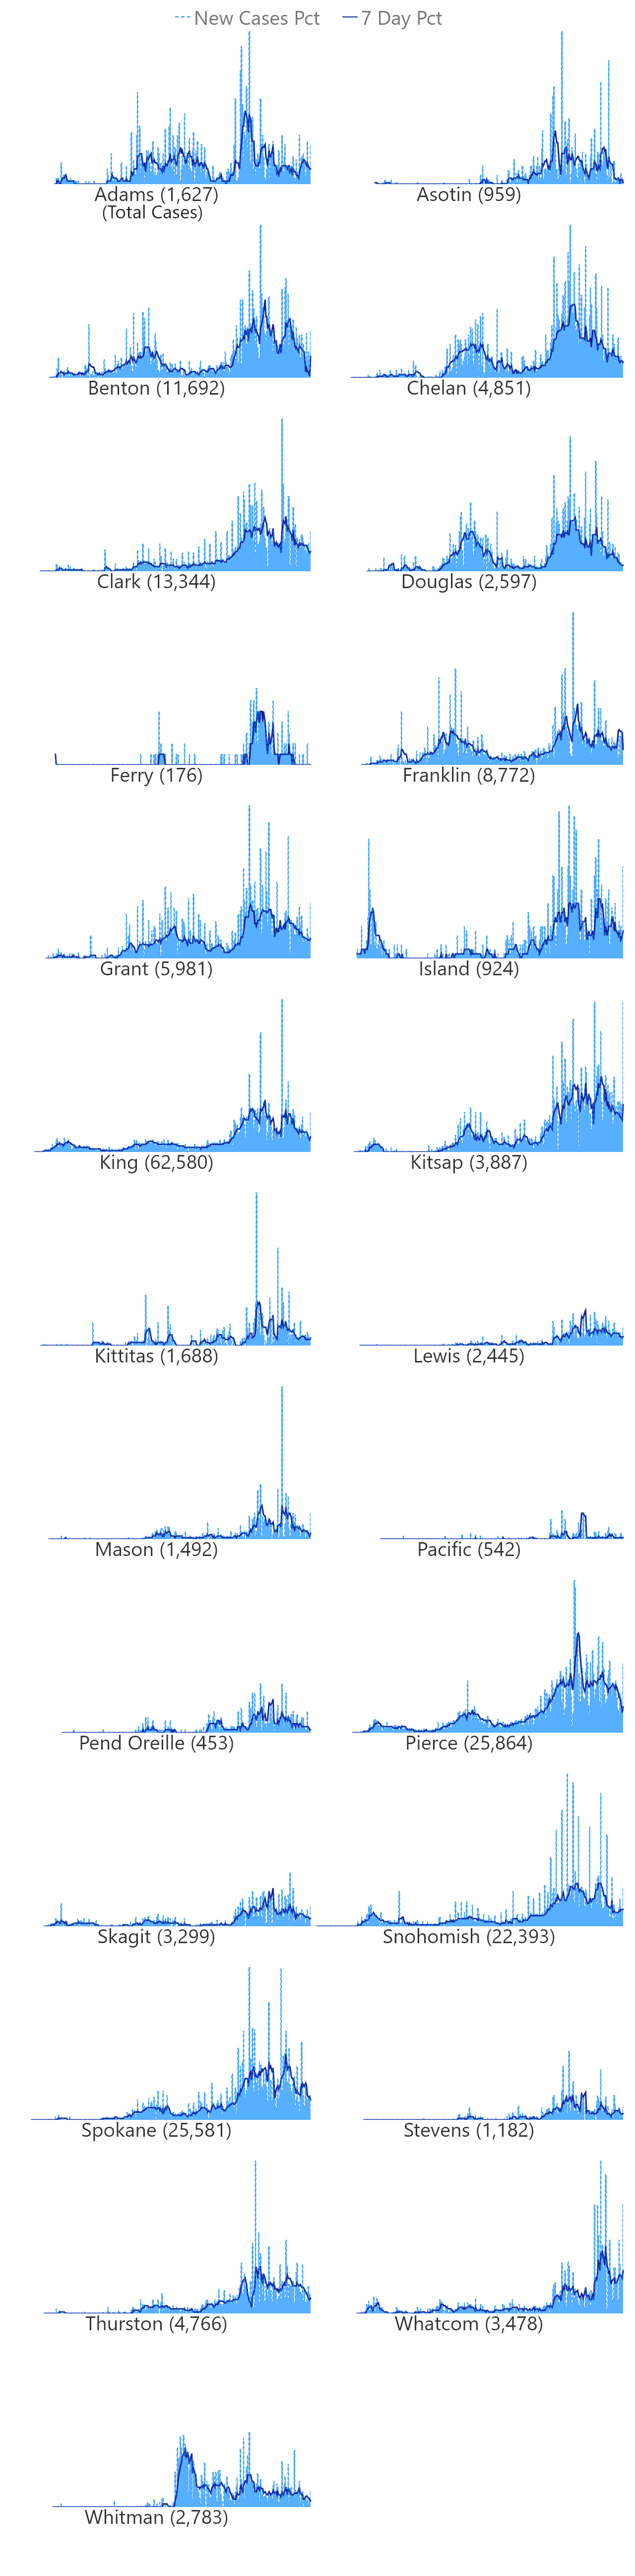 New Cases Pct 7 Day Pct
Adams (1,627) Asotin (959)
(Total Cases)
Benton (11,692) Chelan (4,851)
Clark (13,344) Douglas (2,597)
Ferry (176) Franklin (8,772)
Grant (5,981) Island (924)
King (62,580) Kitsap (3,887)
Kittitas (1,688) Lewis (2,445)
Mason (1,492) Pacific (542)
Pend Oreille (453) Pierce (25,864)
Skagit (3,299) Snohomish (22,393)
Spokane (25,581) Stevens (1,182)
Thurston (4,766) Whatcom (3,478)
Whitman (2,783)